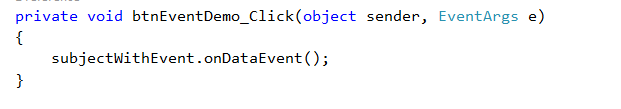 private void btnEventDemo_Click(object sender, EventArgs e)
{
    subjectWithEvent.onDataEvent();
}